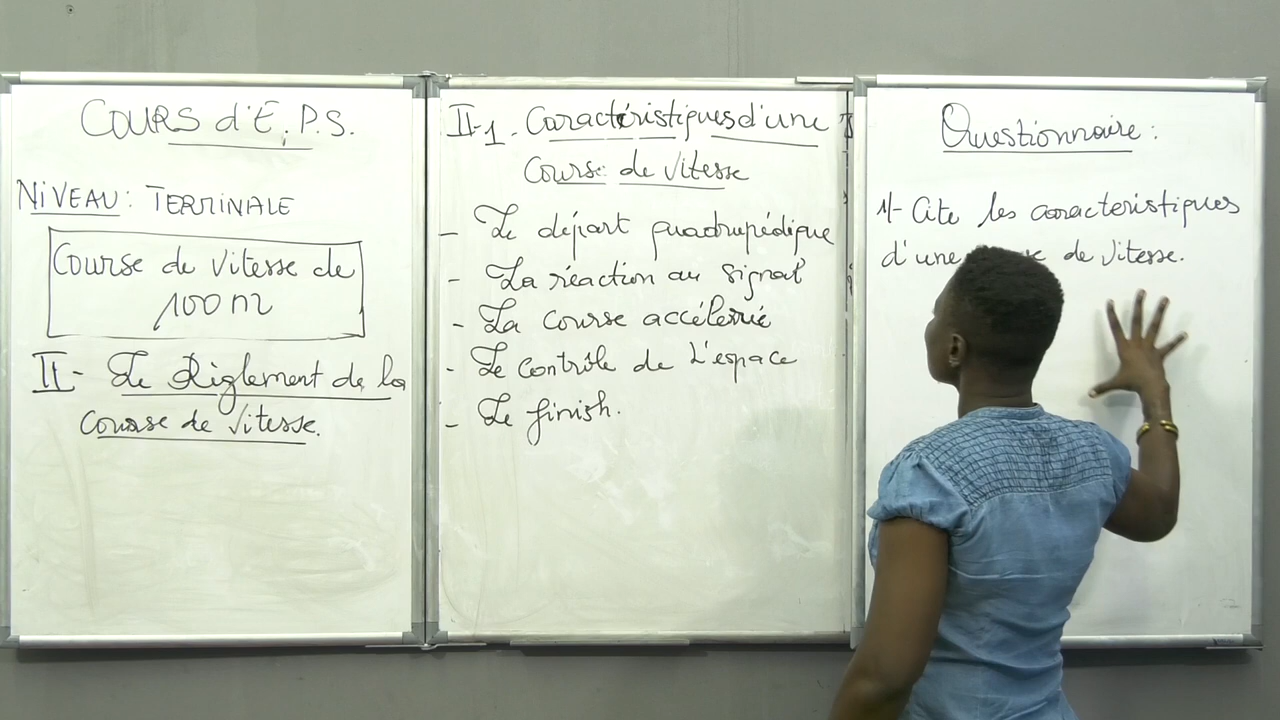 COURS d'E.P.S.
NIVEAU : TERMINALE
Course de vitesse de
100 m
II- Le Règlement de la
Course de vitesse.
II-1. Caractéristiques d'une
Course de vitesse
- Le départ quadrupédique
- La réaction au signal
- La course accélérée
- Le contrôle de l'espace
- Le finish.
Questionnaire :
1/- Cite les caracteristiques
d'une de vitesse.